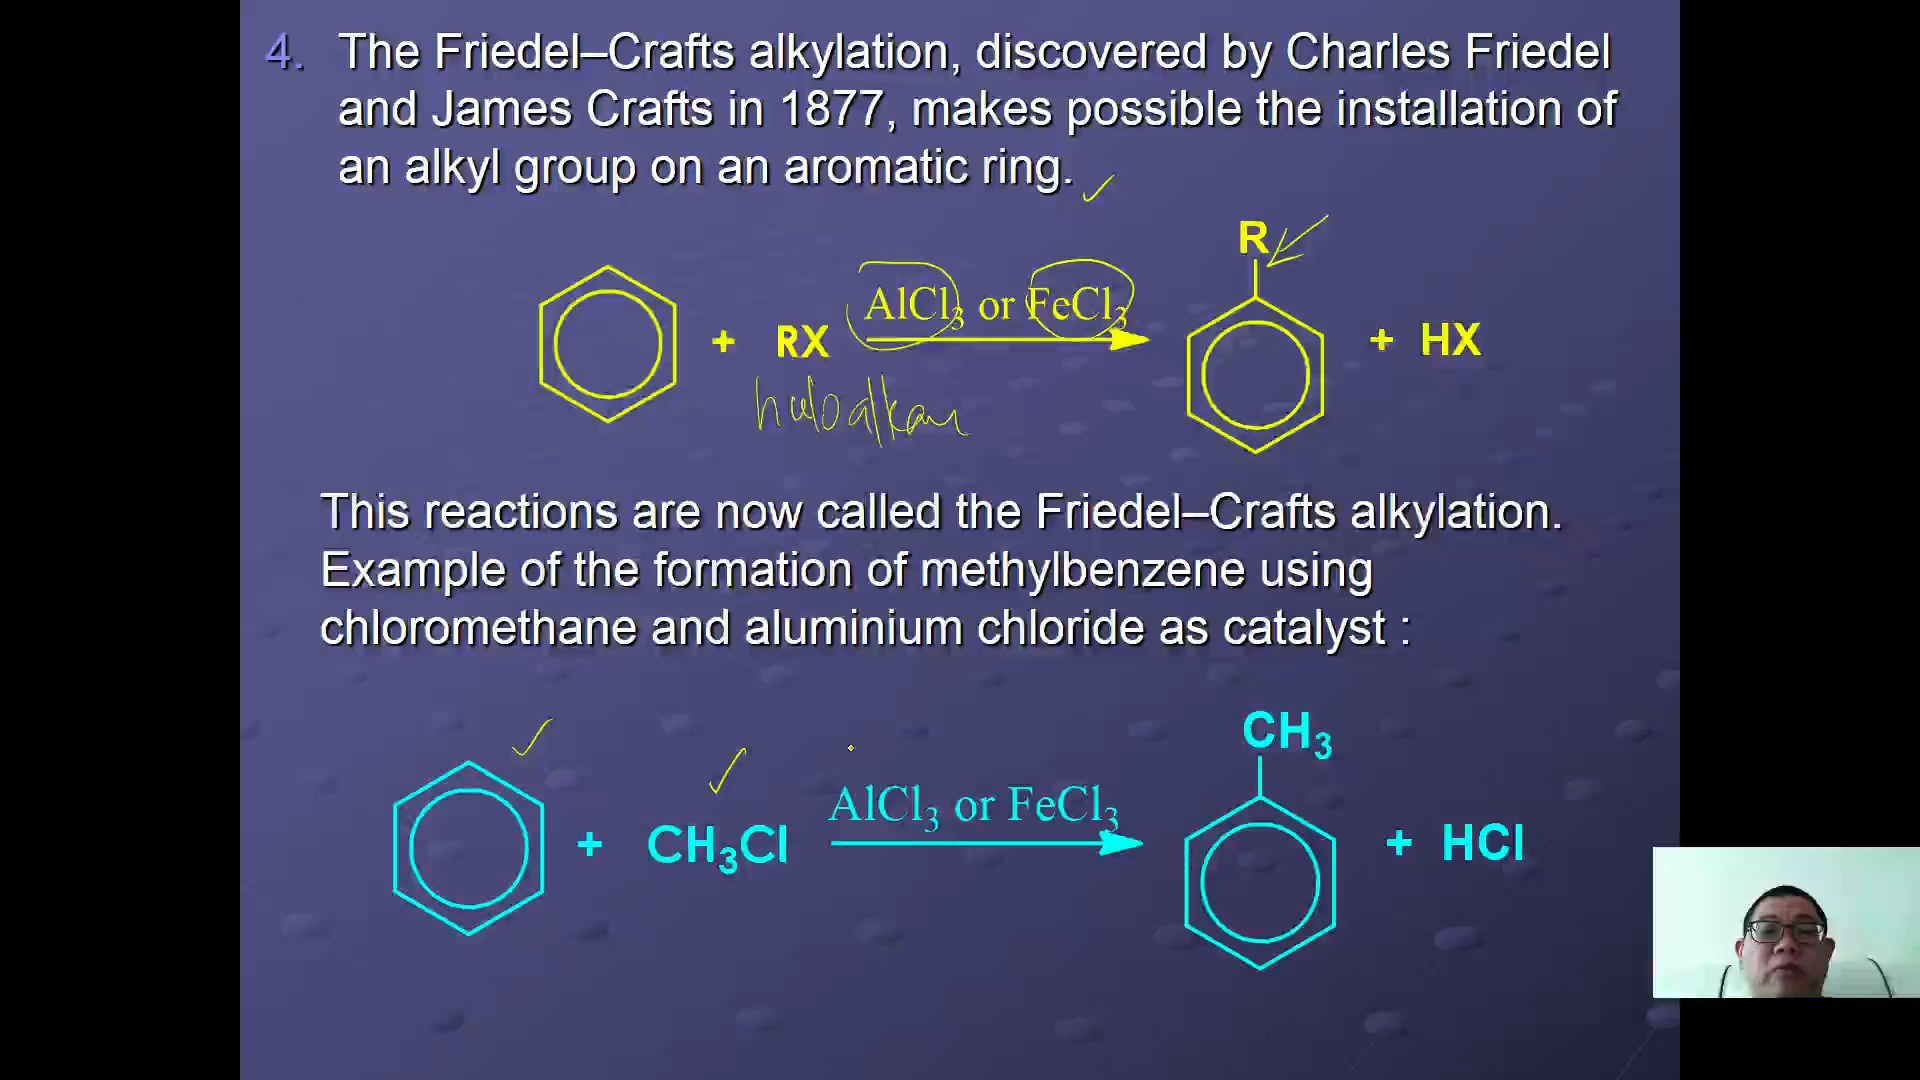 4. The Friedel–Crafts alkylation, discovered by Charles Friedel
and James Crafts in 1877, makes possible the installation of
an alkyl group on an aromatic ring.
R
AlCl₃ or FeCl₃
+ RX + HX
This reactions are now called the Friedel–Crafts alkylation.
Example of the formation of methylbenzene using
chloromethane and aluminium chloride as catalyst :
CH₃
AlCl₃ or FeCl₃
+ CH₃Cl + HCl